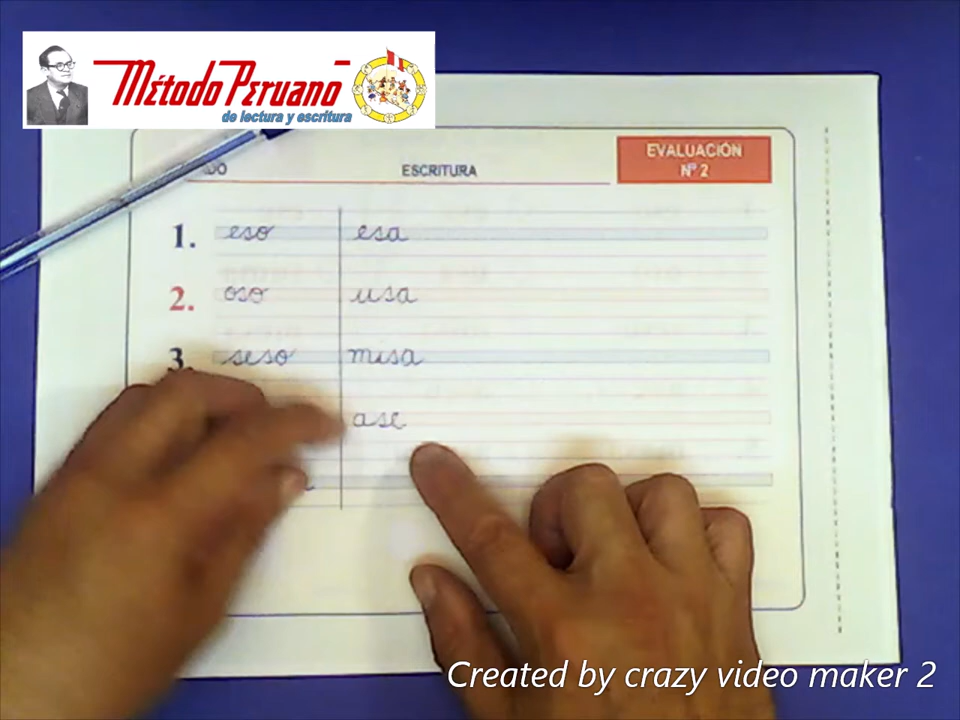 Método Peruano
de lectura y escritura
ESCRITURA
EVALUACIÓN
Nº 2
1. eso esa
2. oso usa
3. seso misa
ase
Created by crazy video maker 2